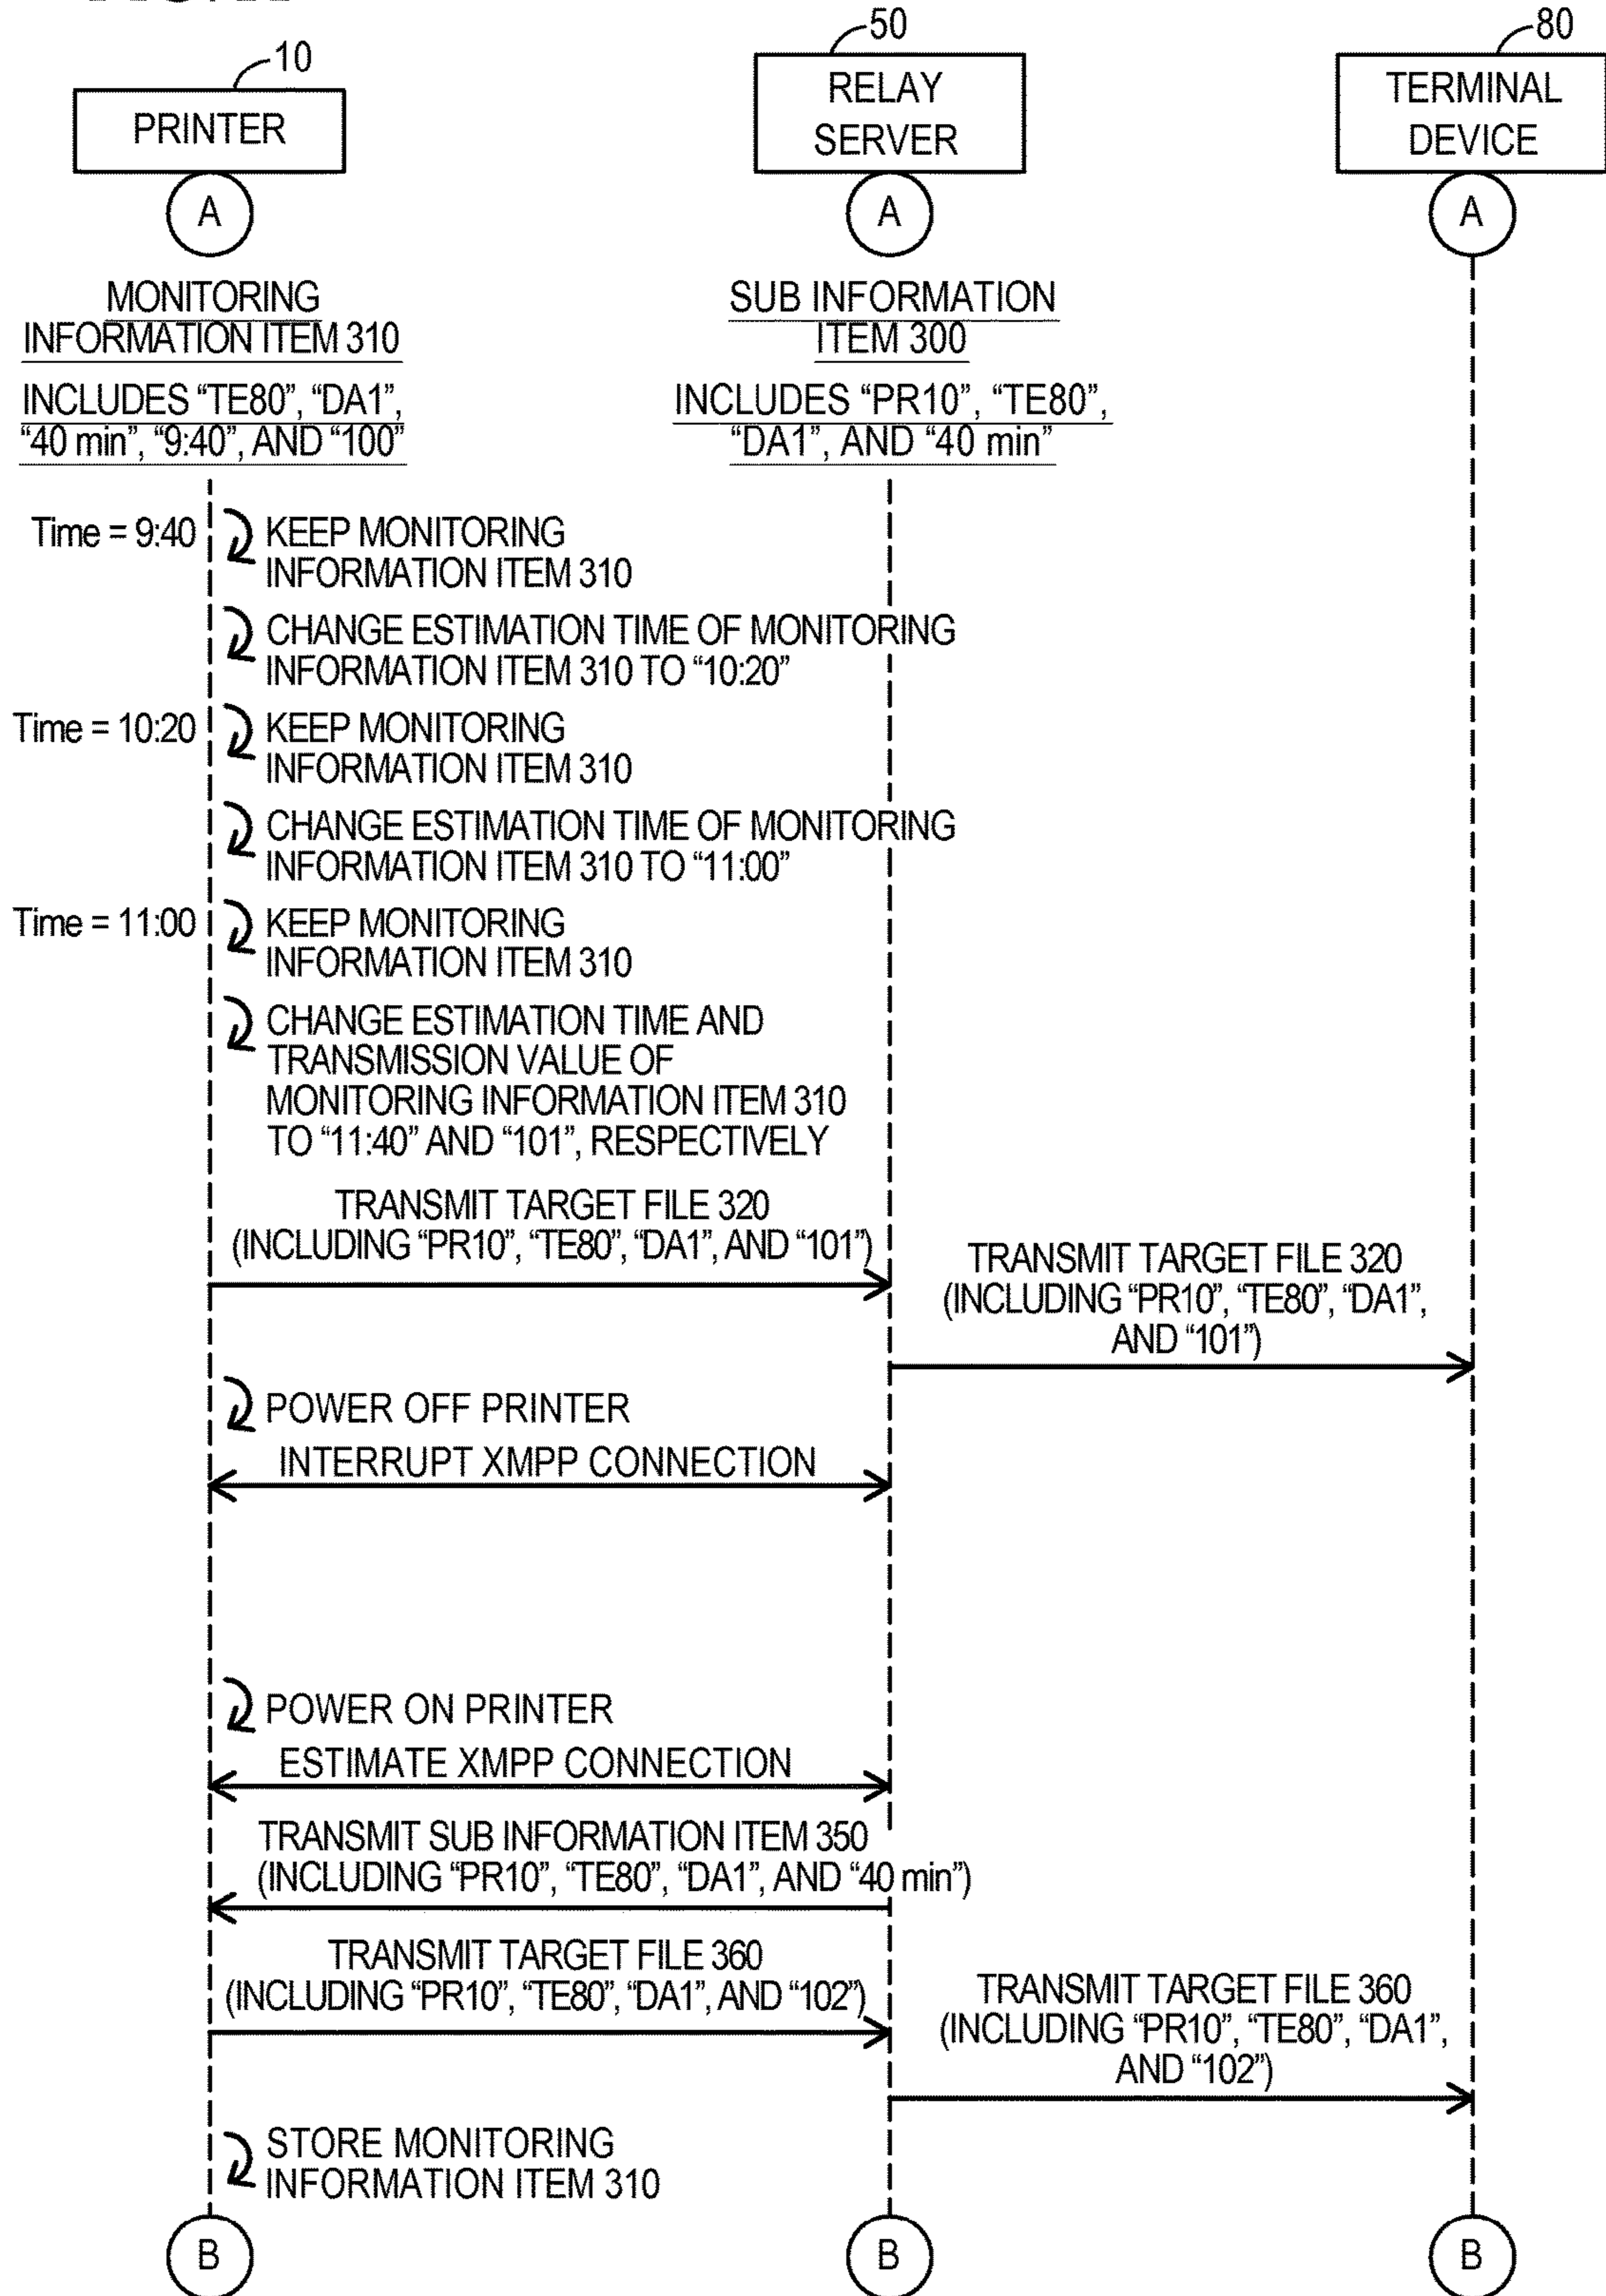 10
PRINTER
50
RELAY
SERVER
80
TERMINAL
DEVICE
A
A
A
MONITORING
INFORMATION ITEM 310
INCLUDES “TE80”, “DA1”,
“40 min”, “9:40”, AND “100”
SUB INFORMATION
ITEM 300
INCLUDES “PR10”, “TE80”,
“DA1”, AND “40 min”
Time = 9:40
KEEP MONITORING
INFORMATION ITEM 310
CHANGE ESTIMATION TIME OF MONITORING
INFORMATION ITEM 310 TO “10:20”
Time = 10:20
KEEP MONITORING
INFORMATION ITEM 310
CHANGE ESTIMATION TIME OF MONITORING
INFORMATION ITEM 310 TO “11:00”
Time = 11:00
KEEP MONITORING
INFORMATION ITEM 310
CHANGE ESTIMATION TIME AND
TRANSMISSION VALUE OF
MONITORING INFORMATION ITEM 310
TO “11:40” AND “101”, RESPECTIVELY
TRANSMIT TARGET FILE 320
(INCLUDING “PR10”, “TE80”, “DA1”, AND “101”)
TRANSMIT TARGET FILE 320
(INCLUDING “PR10”, “TE80”, “DA1”,
AND “101”)
POWER OFF PRINTER
INTERRUPT XMPP CONNECTION
POWER ON PRINTER
ESTIMATE XMPP CONNECTION
TRANSMIT SUB INFORMATION ITEM 350
(INCLUDING “PR10”, “TE80”, “DA1”, AND “40 min”)
TRANSMIT TARGET FILE 360
(INCLUDING “PR10”, “TE80”, “DA1”, AND “102”)
TRANSMIT TARGET FILE 360
(INCLUDING “PR10”, “TE80”, “DA1”,
AND “102”)
STORE MONITORING
INFORMATION ITEM 310
B
B
B